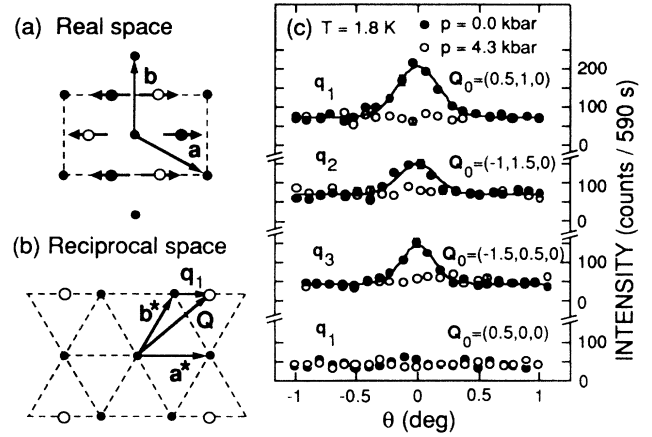 (a) Real space
b
a
(b) Reciprocal space
q1
b*
Q
a*
(c) T = 1.8 K ● p = 0.0 kbar
○ p = 4.3 kbar
q1 Q0=(0.5,1,0)
q2 Q0=(-1,1.5,0)
q3 Q0=(-1.5,0.5,0)
q1 Q0=(0.5,0,0)
200
100
0
100
0
100
0
100
0
INTENSITY (counts / 590 s)
-1 -0.5 0 0.5 1
θ (deg)